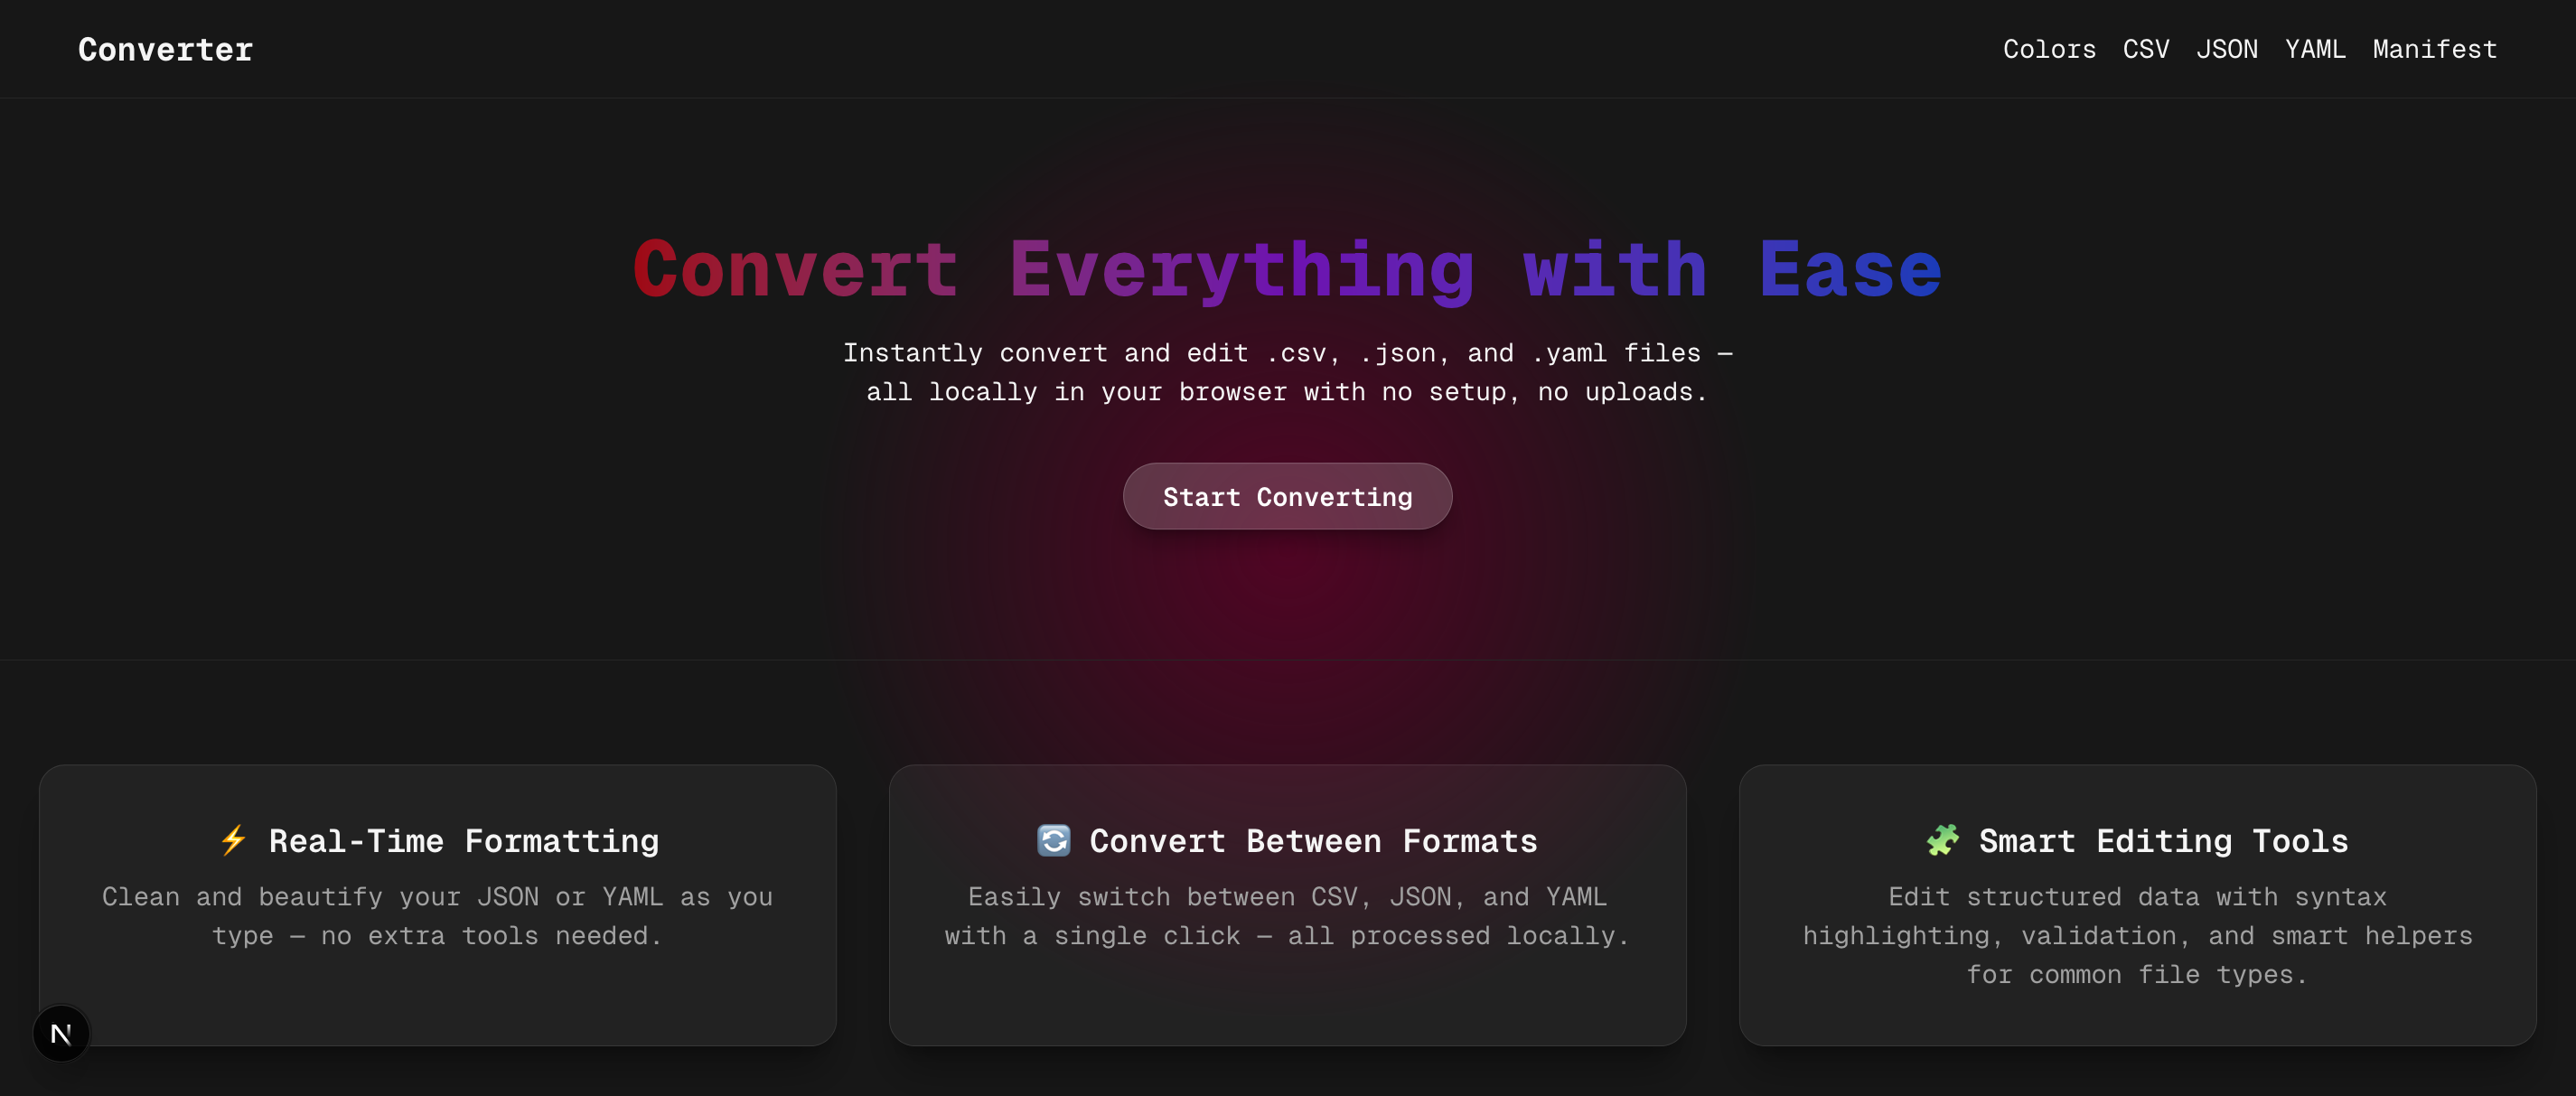 Converter
Colors CSV JSON YAML Manifest
Convert Everything with Ease
Instantly convert and edit .csv, .json, and .yaml files —
all locally in your browser with no setup, no uploads.
Start Converting
⚡ Real-Time Formatting
Clean and beautify your JSON or YAML as you
type — no extra tools needed.
🔄 Convert Between Formats
Easily switch between CSV, JSON, and YAML
with a single click — all processed locally.
🧩 Smart Editing Tools
Edit structured data with syntax
highlighting, validation, and smart helpers
for common file types.
N